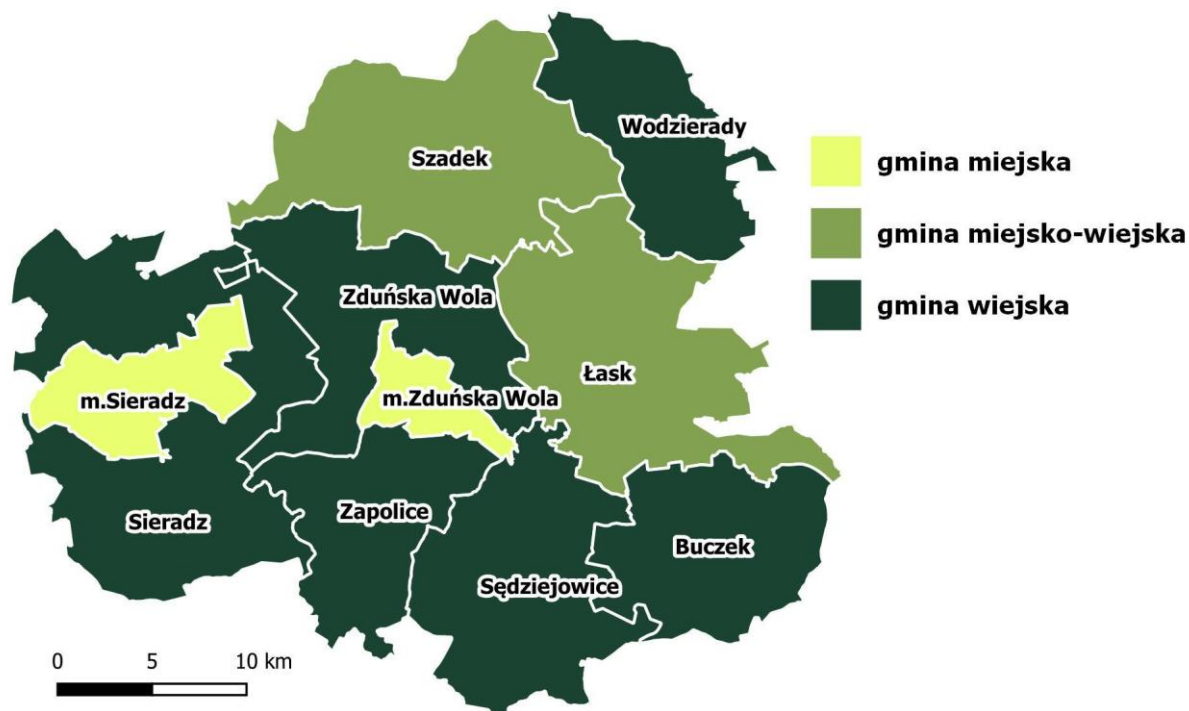 Wodzierady
Szadek
gmina miejska
gmina miejsko-wiejska
gmina wiejska
Zduńska Wola
Łask
m.Sieradz
m.Zduńska Wola
Zapolice
Sieradz
Buczek
Sędziejowice
0 5 10 km